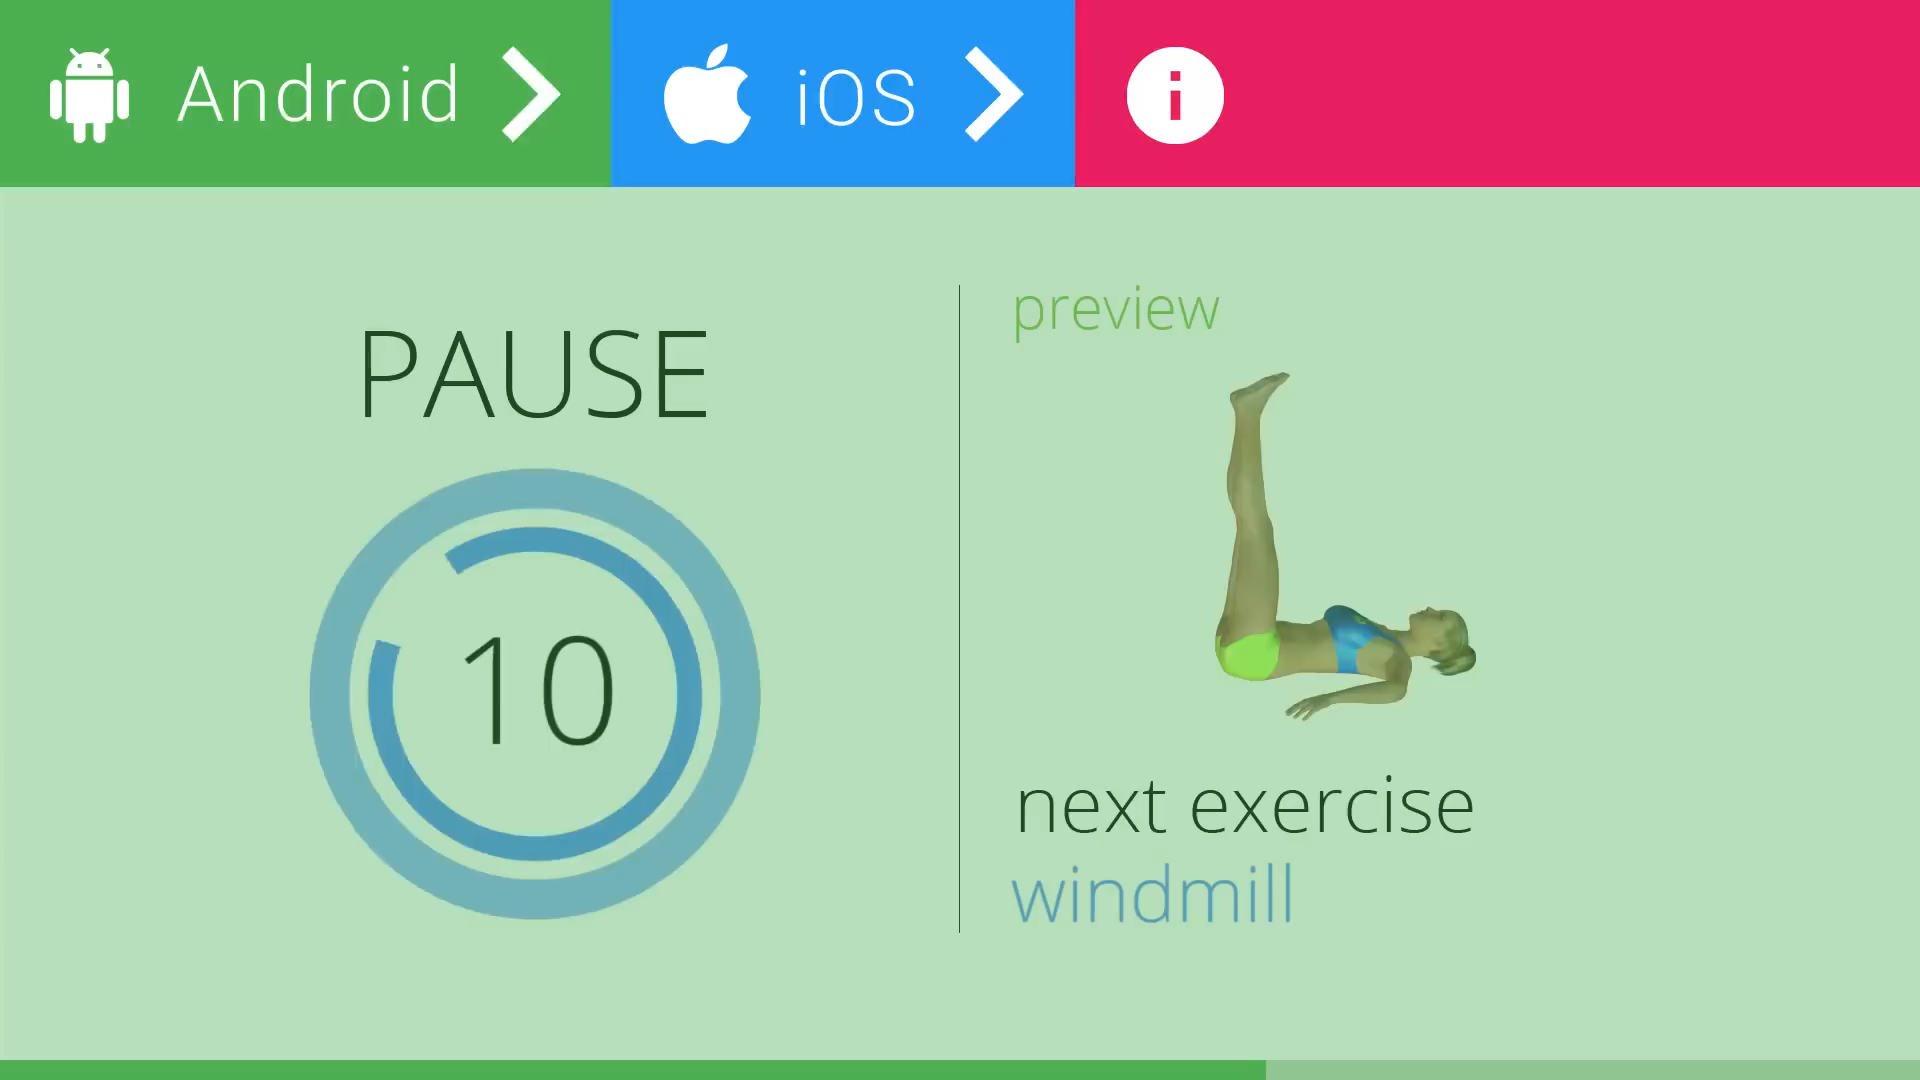 Android
iOS
i
PAUSE
10
preview
next exercise
windmill